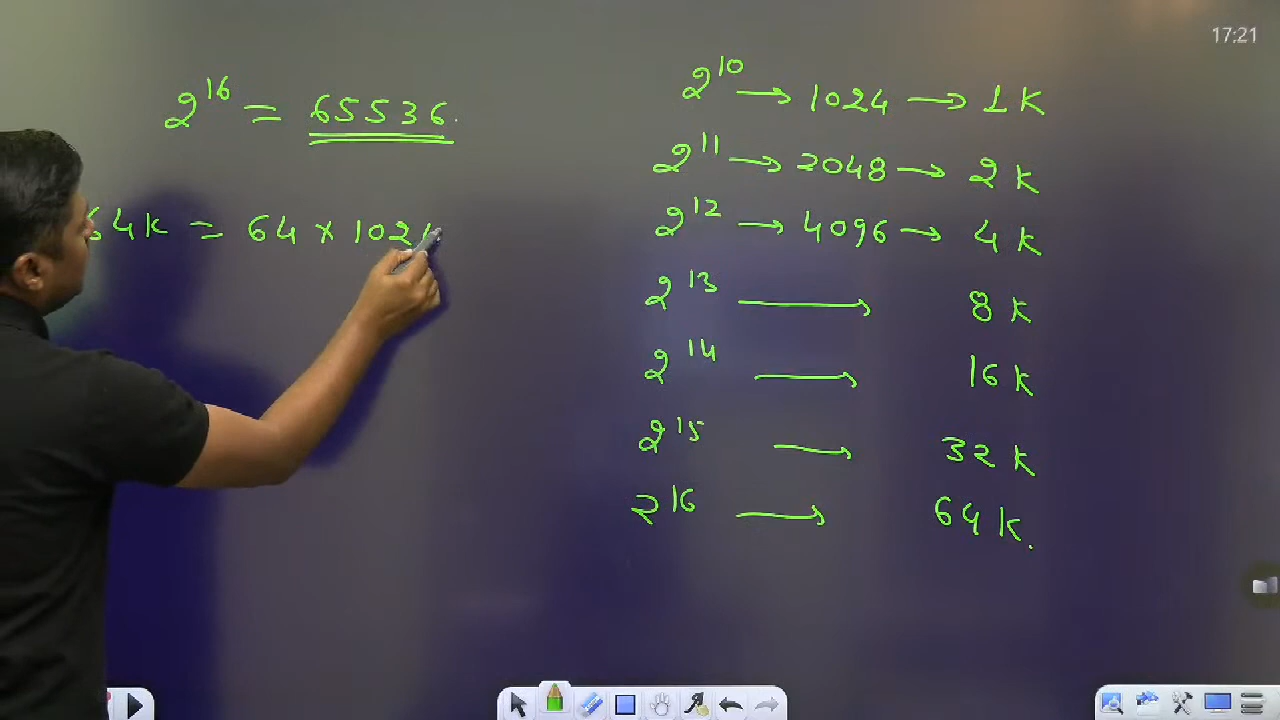 17:21
2^16 = 65536.
64K = 64 × 102
2^10 → 1024 → 1K
2^11 → 2048 → 2K
2^12 → 4096 → 4K
2^13 → 8K
2^14 → 16K
2^15 → 32K
2^16 → 64K.